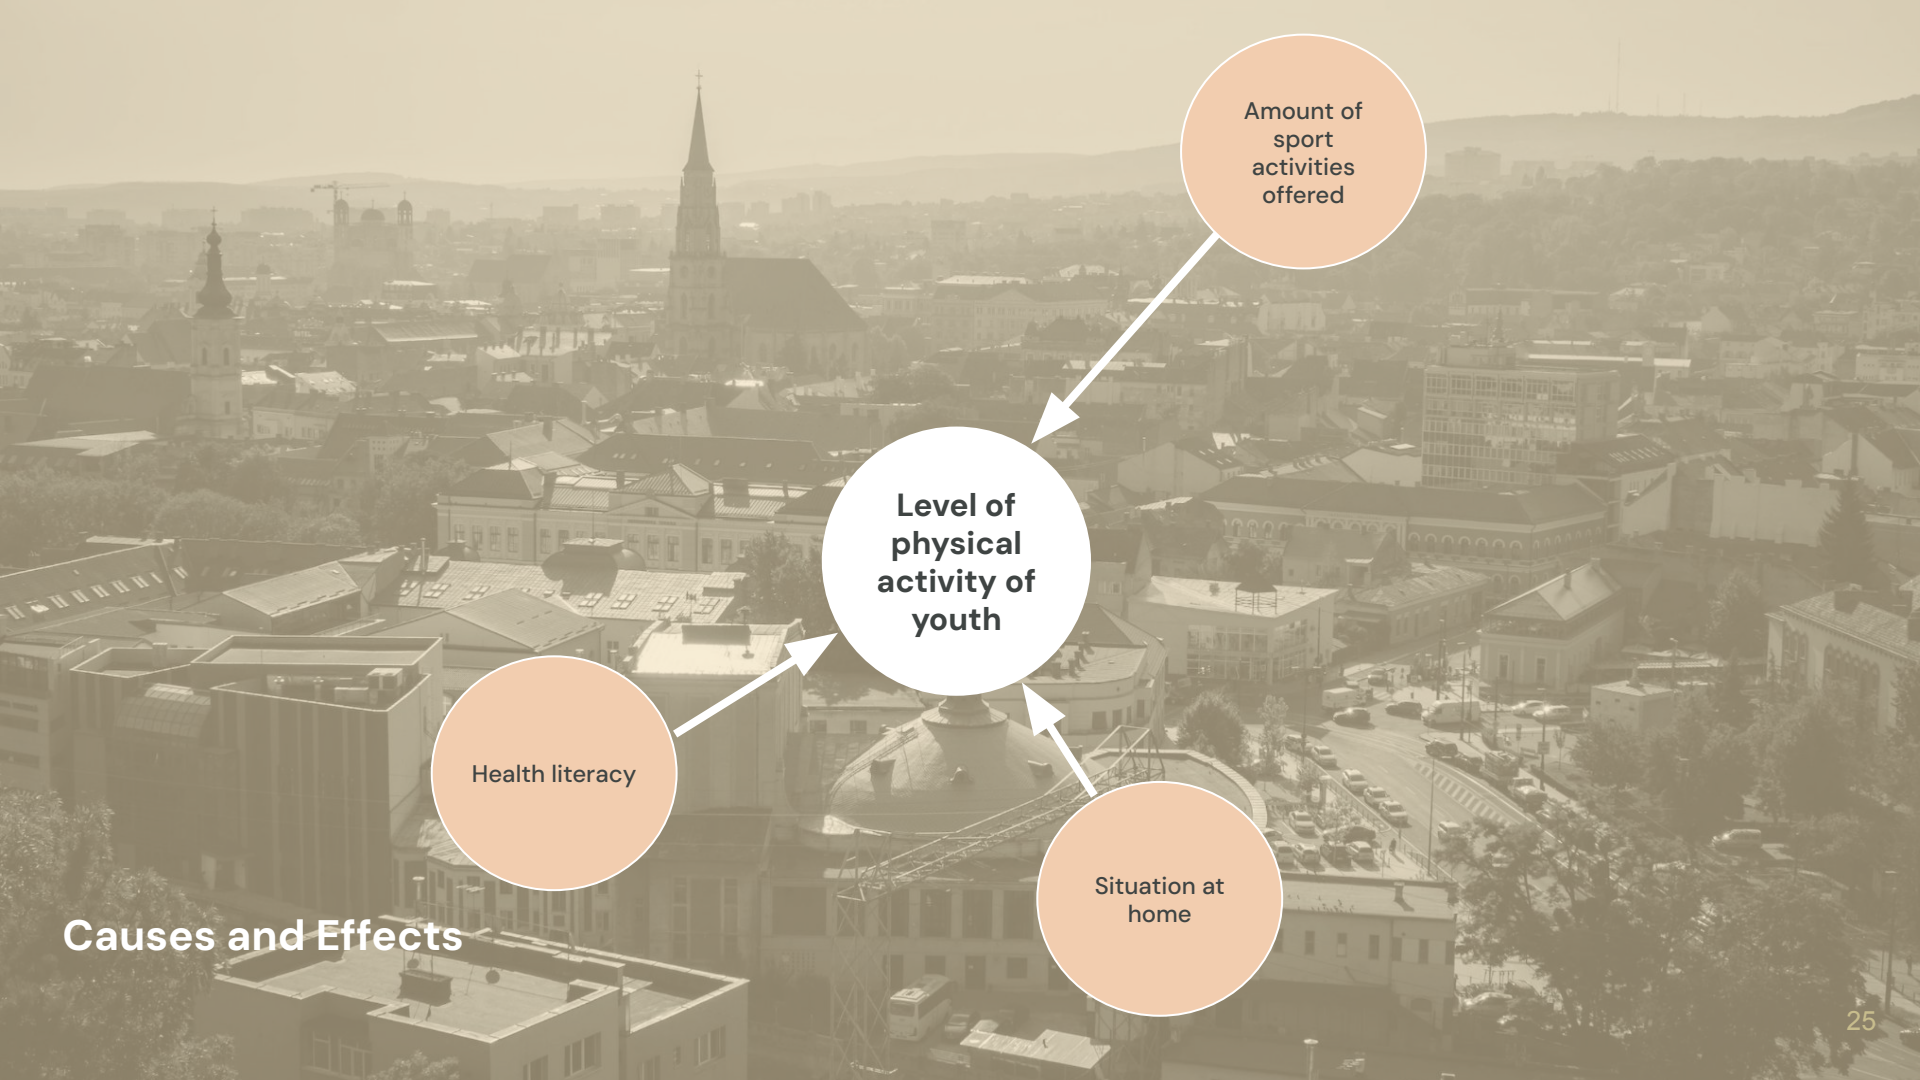 Amount of
sport
activities
offered
Level of
physical
activity of
youth
Health literacy
Situation at
home
Causes and Effects
25